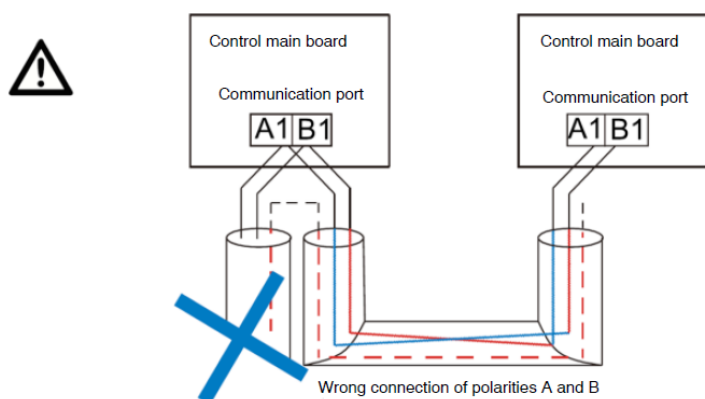 Control main board
Control main board
Communication port
Communication port
A1 B1
A1 B1
Wrong connection of polarities A and B